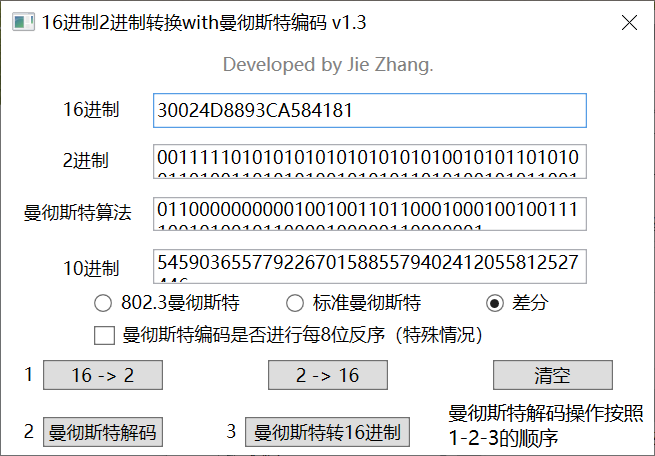 16进制2进制转换with曼彻斯特编码 v1.3
Developed by Jie Zhang.
16进制
30024D8893CA584181
2进制
0011111010101010101010101010010101101010
曼彻斯特算法
0110000000000100100110110001000100100111
1001010010110000100000110000001
10进制
5459036557792267015885579402412055812527
802.3曼彻斯特
标准曼彻斯特
差分
曼彻斯特编码是否进行每8位反序（特殊情况）
1
16 -> 2
2 -> 16
清空
2
曼彻斯特解码
3
曼彻斯特转16进制
曼彻斯特解码操作按照
1-2-3的顺序